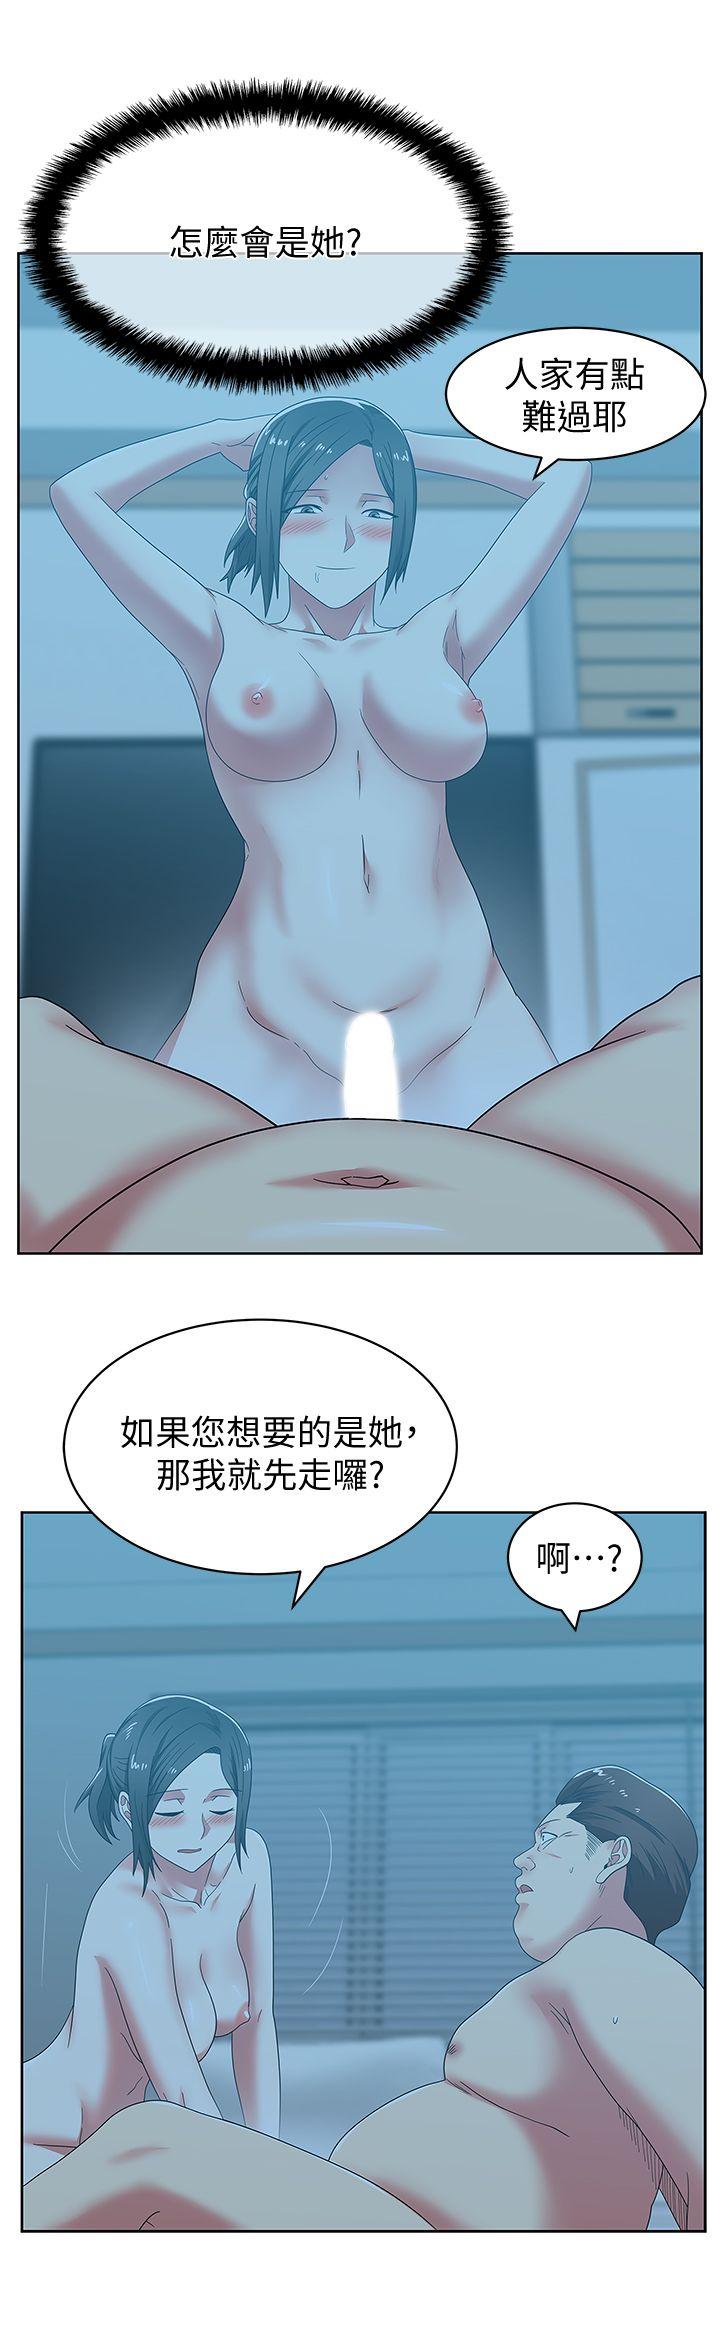 怎麼會是她?
人家有點
難過耶
如果您想要的是她，
那我就先走囉?
啊…?